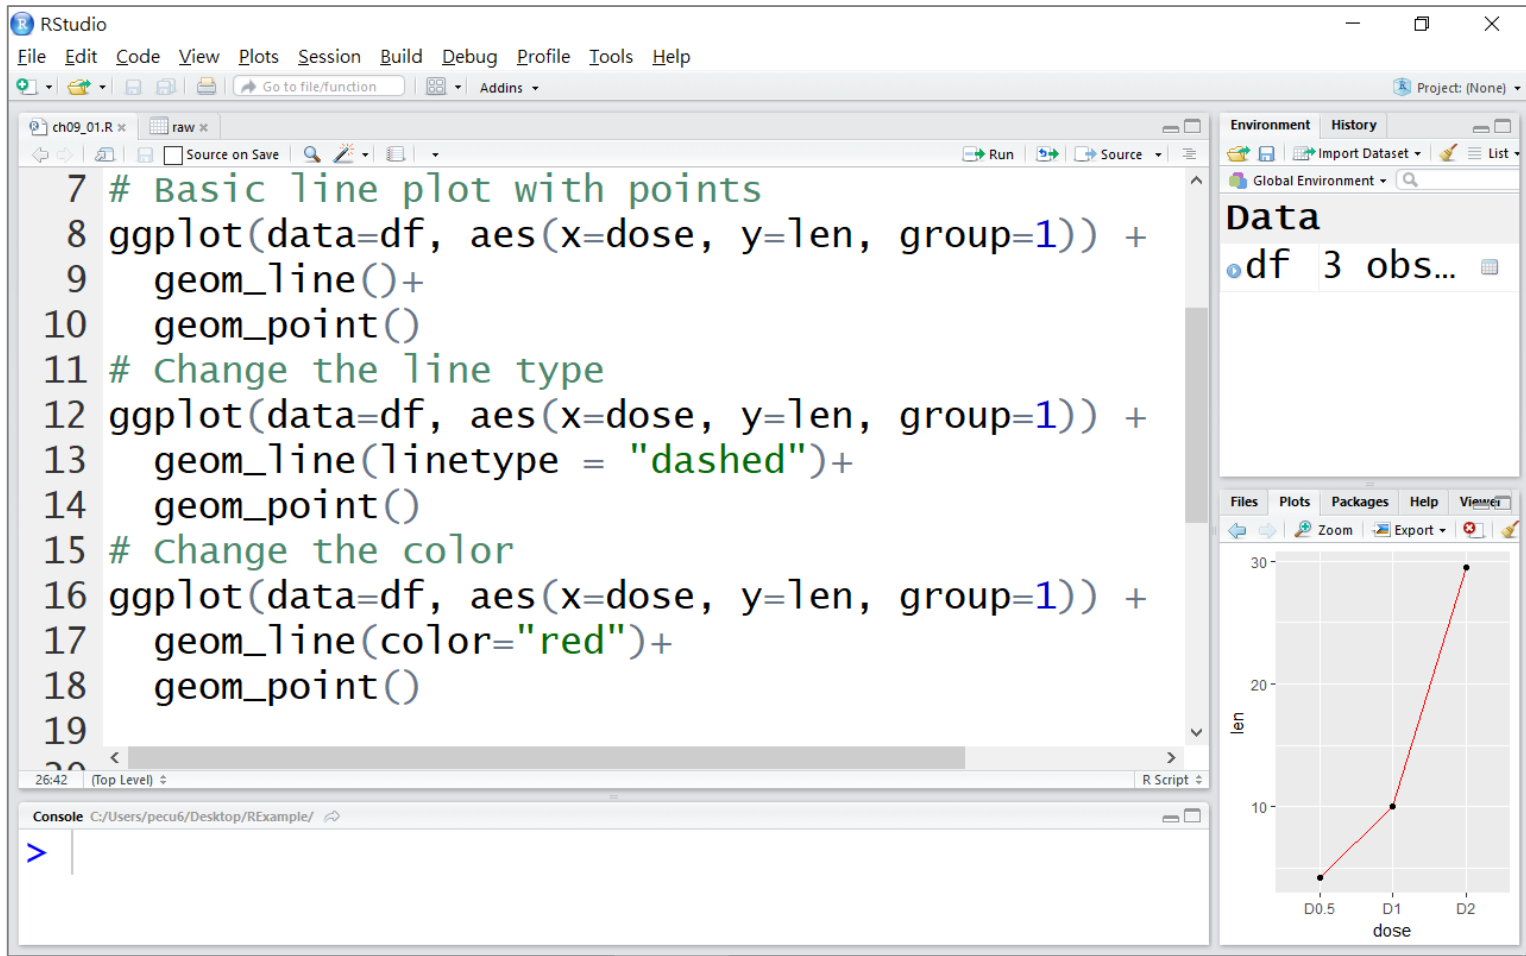 RStudio
File Edit Code View Plots Session Build Debug Profile Tools Help
Go to file/function Addins Project: (None)
ch09_01.R raw
Source on Save Run Source
7 # Basic line plot with points
8 ggplot(data=df, aes(x=dose, y=len, group=1)) +
9 geom_line()+
10 geom_point()
11 # Change the line type
12 ggplot(data=df, aes(x=dose, y=len, group=1)) +
13 geom_line(linetype = "dashed")+
14 geom_point()
15 # Change the color
16 ggplot(data=df, aes(x=dose, y=len, group=1)) +
17 geom_line(color="red")+
18 geom_point()
19
26:42 (Top Level) R Script
Console C:/Users/pecu6/Desktop/RExample/
>
Environment History
Import Dataset List
Global Environment
Data
df 3 obs…
Files Plots Packages Help Viewer
Zoom Export
30
20
10
len
D0.5 D1 D2
dose